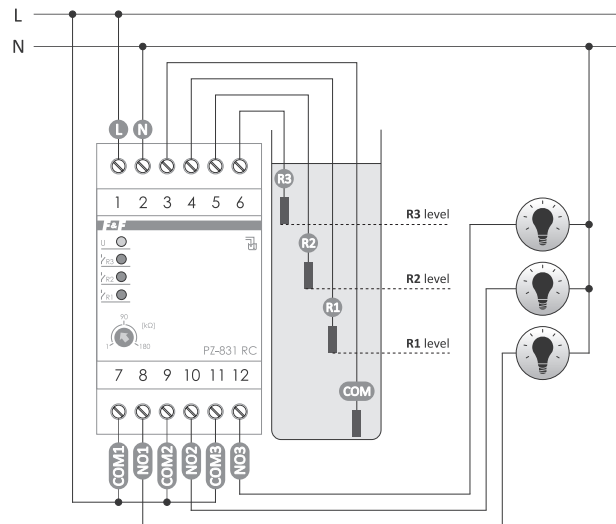 L
N
L N
1 2 3 4 5 6
F&F
U
R3
R2
R1
90
[kΩ]
1 180
PZ-831 RC
7 8 9 10 11 12
COM1 NO1 COM2 NO2 COM3 NO3
R3
R2
R1
COM
R3 level
R2 level
R1 level